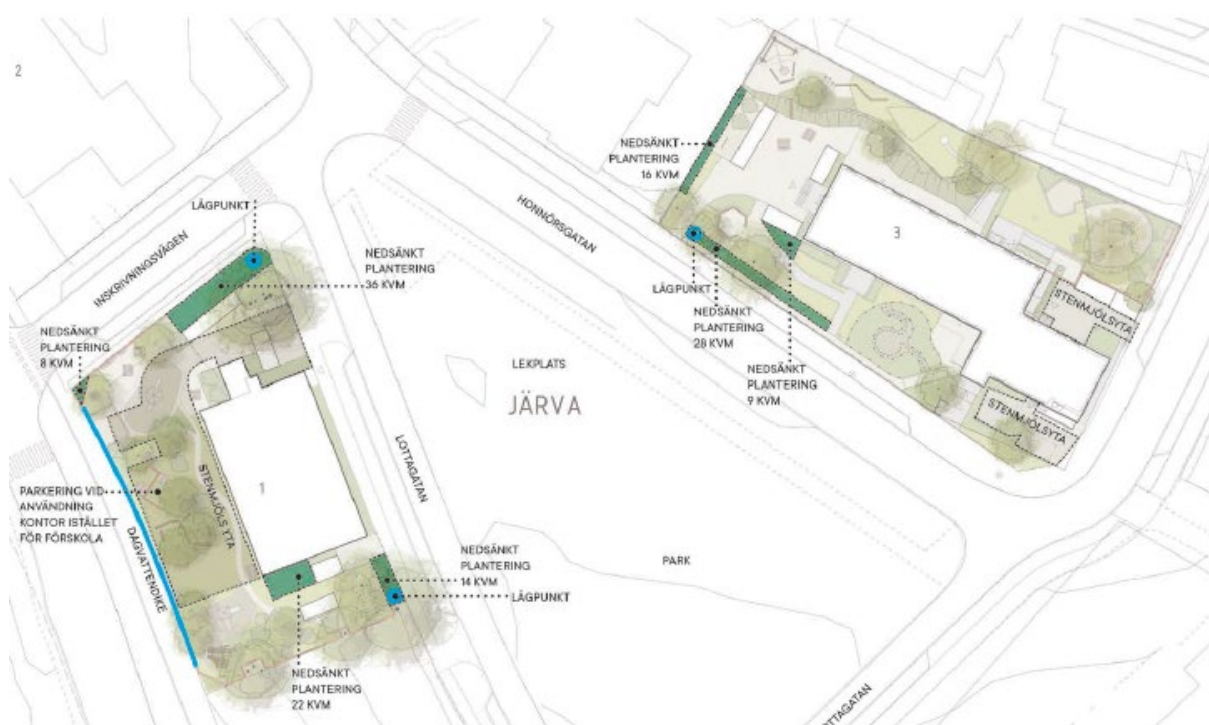 2
LÅGPUNKT
INSKRIVNINGSVÄGEN
NEDSÄNKT
PLANTERING
36 KVM
NEDSÄNKT
PLANTERING
8 KVM
STENMJÖLSYTA
1
PARKERING VID
ANVÄNDNING
KONTOR ISTÄLLET
FÖR FÖRSKOLA
DAGVATTENDIKE
NEDSÄNKT
PLANTERING
22 KVM
NEDSÄNKT
PLANTERING
14 KVM
LÅGPUNKT
LOTTAGATAN
LEKPLATS
JÄRVA
PARK
HONNÖRSGATAN
NEDSÄNKT
PLANTERING
16 KVM
LÅGPUNKT
NEDSÄNKT
PLANTERING
28 KVM
NEDSÄNKT
PLANTERING
9 KVM
3
STENMJÖLSYTA
STENMJÖLSYTA
LOTTAGATAN